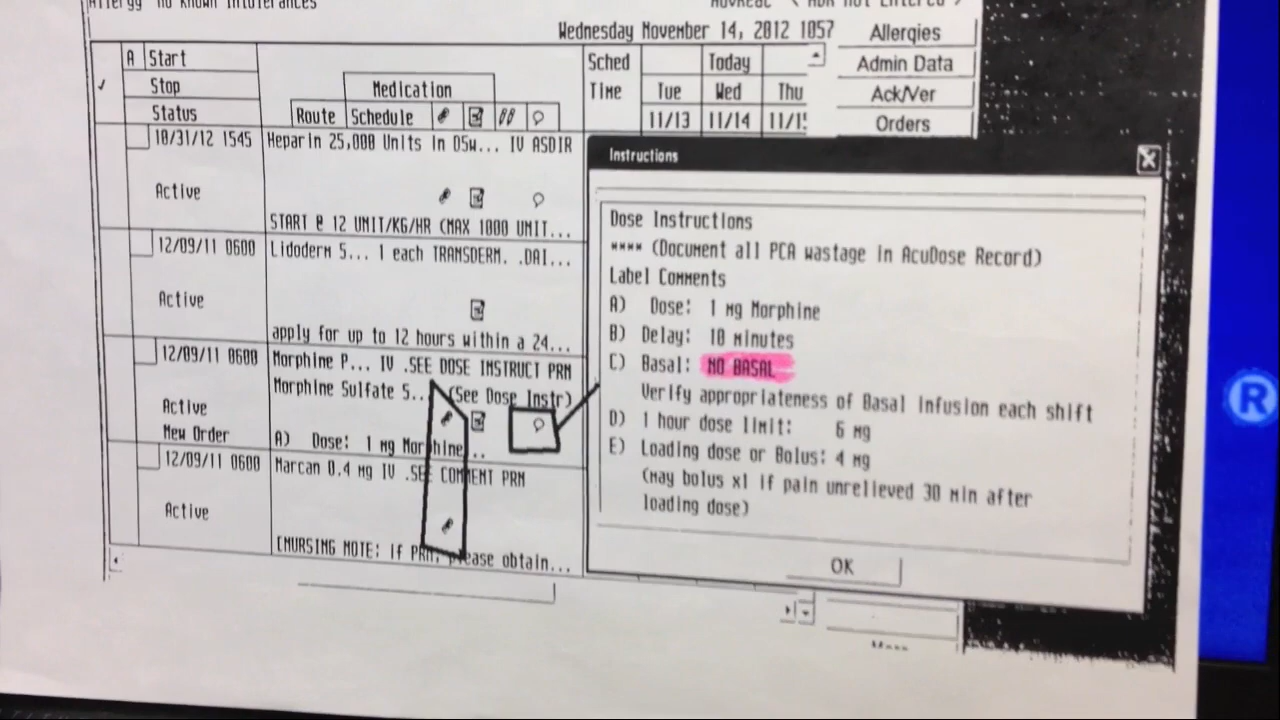 Allergy No Known Intolerances
Wednesday November 14, 2012 1057
Allergies
Admin Data
Ack/Ver
Orders
A Start
Stop
Status
Medication
Route Schedule
Sched
Time
Today
Tue Wed Thu
11/13 11/14 11/15
10/31/12 1545 Heparin 25,000 Units in D5w... IV ASDIR
Active
START @ 12 UNIT/KG/HR (MAX 1000 UNIT...
12/09/11 0600 Lidoderm 5... 1 each TRANSDERM. .DAI...
Active
apply for up to 12 hours within a 24...
12/09/11 0600 Morphine P... IV .SEE DOSE INSTRUCT PRN
Morphine Sulfate 5... (See Dose Instr)
Active
New Order
A) Dose: 1 mg Morphine...
12/09/11 0600 Narcan 0.4 mg IV .SEE COMMENT PRN
Active
(NURSING NOTE: If PRN, please obtain...
Instructions
Dose Instructions
**** (Document all PCA wastage in AcuDose Record)
Label Comments
A) Dose: 1 mg Morphine
B) Delay: 10 minutes
C) Basal: NO BASAL
Verify appropriateness of Basal infusion each shift
D) 1 hour dose limit: 6 mg
E) Loading dose or Bolus: 4 mg
(may bolus x1 if pain unrelieved 30 min after
loading dose)
OK
®